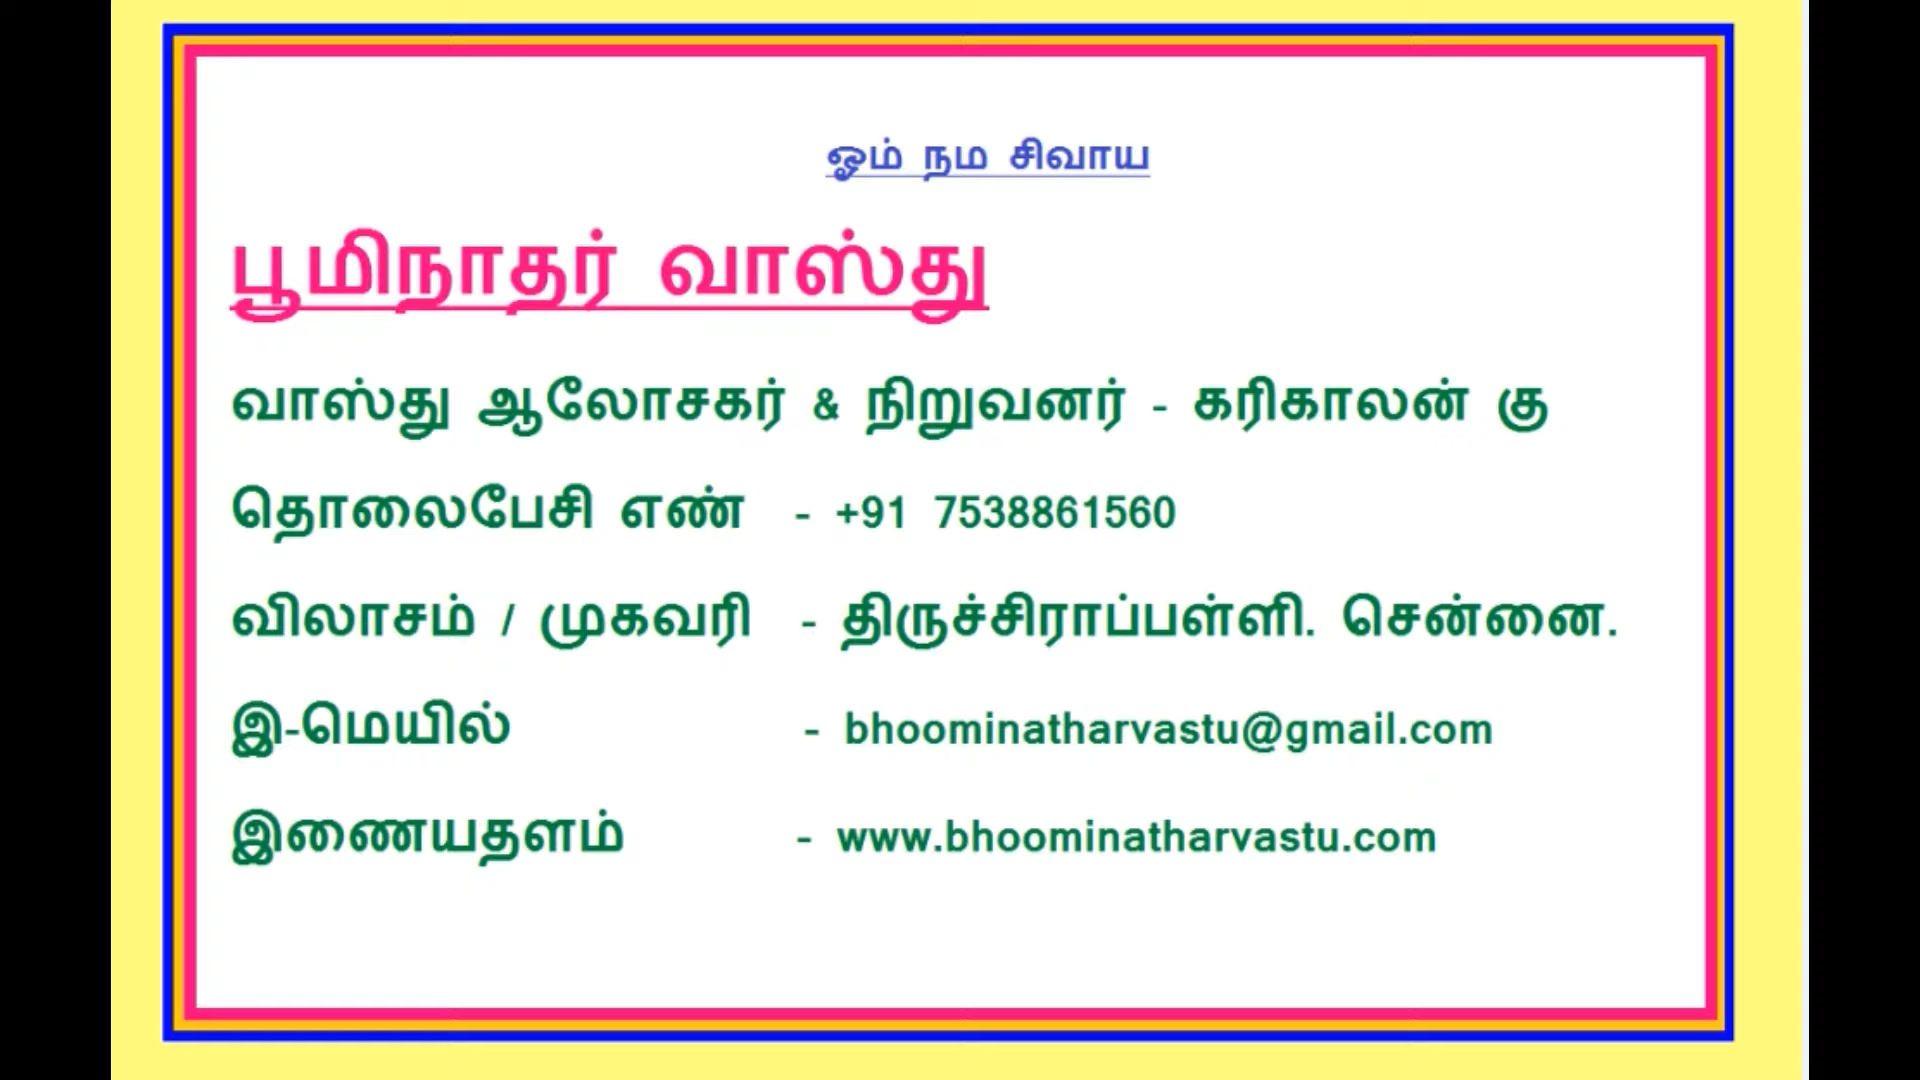 ஓம் நம சிவாய
பூமிநாதர் வாஸ்து
வாஸ்து ஆலோசகர் & நிறுவனர் - கரிகாலன் கு
தொலைபேசி எண் - +91 7538861560
விலாசம் / முகவரி - திருச்சிராப்பள்ளி. சென்னை.
இ-மெயில் - bhoominatharvastu@gmail.com
இணையதளம் - www.bhoominatharvastu.com